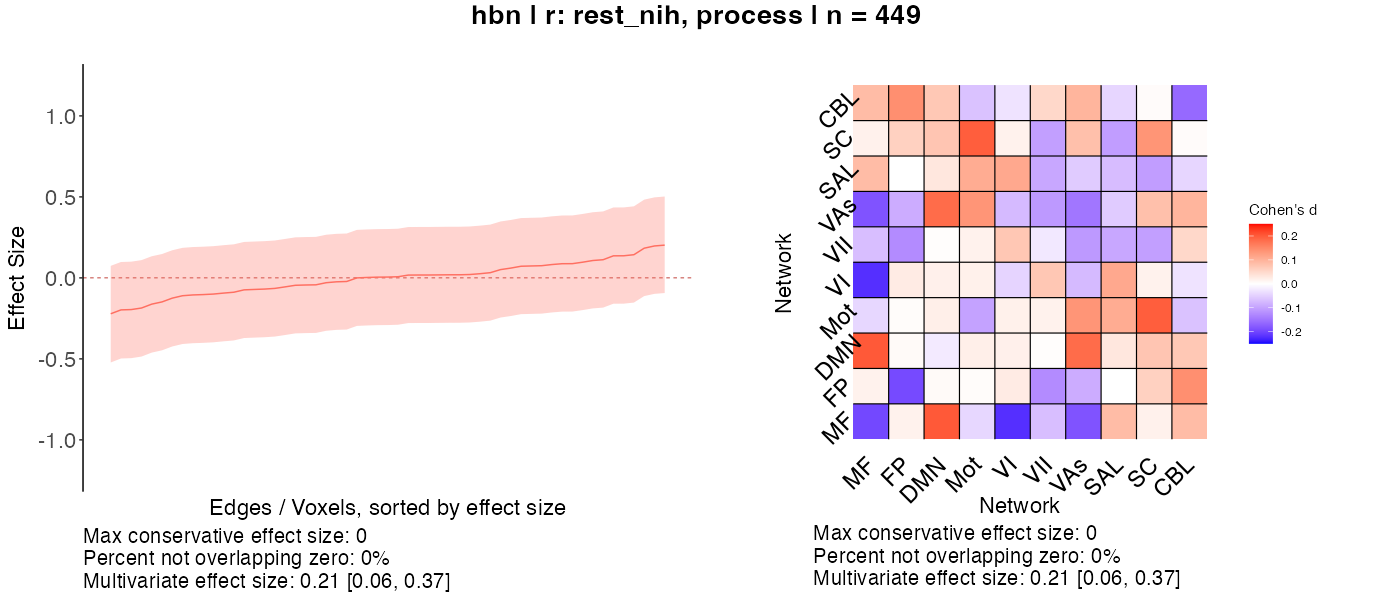 hbn | r: rest_nih, process | n = 449
1.0
0.5
0.0
-0.5
-1.0
Effect Size
Edges / Voxels, sorted by effect size
Max conservative effect size: 0
Percent not overlapping zero: 0%
Multivariate effect size: 0.21 [0.06, 0.37]
CBL
SC
SAL
VAs
VII
VI
Mot
DMN
FP
MF
Network
MF
FP
DMN
Mot
VI
VII
VAs
SAL
SC
CBL
Network
Max conservative effect size: 0
Percent not overlapping zero: 0%
Multivariate effect size: 0.21 [0.06, 0.37]
Cohen's d
0.2
0.1
0.0
-0.1
-0.2